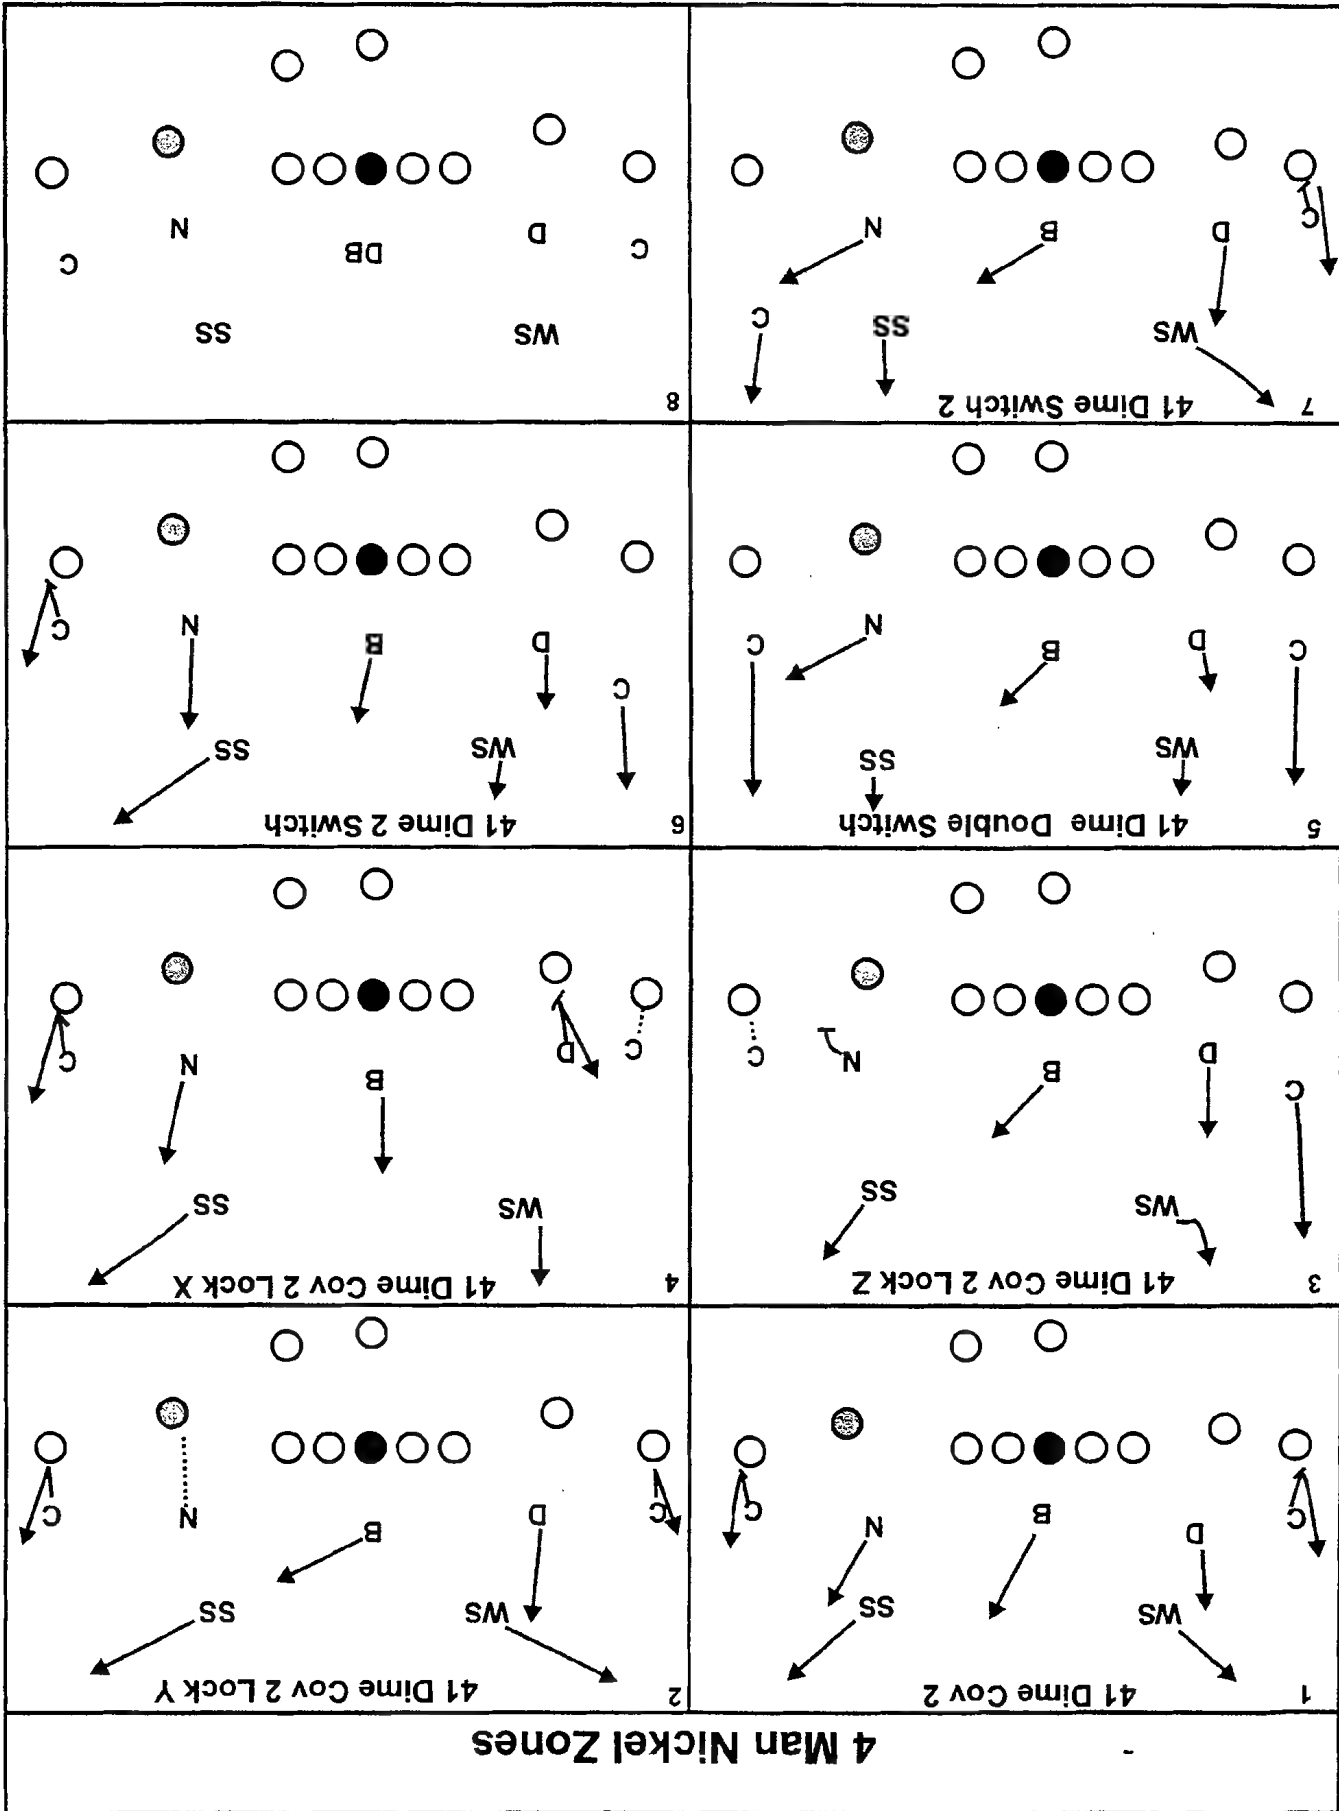 4 Man Nickel Zones
1 41 Dime Cov 2
WS SS
C D B N C
2 41 Dime Cov 2 Lock Y
WS SS
C D B N C
3 41 Dime Cov 2 Lock Z
WS SS
C D B N C
4 41 Dime Cov 2 Lock X
WS SS
C D B N C
5 41 Dime Double Switch
WS SS
C D B N C
6 41 Dime 2 Switch
WS SS
C D B N C
7 41 Dime Switch 2
WS SS C
C D B N
8
WS SS
C D DB N C